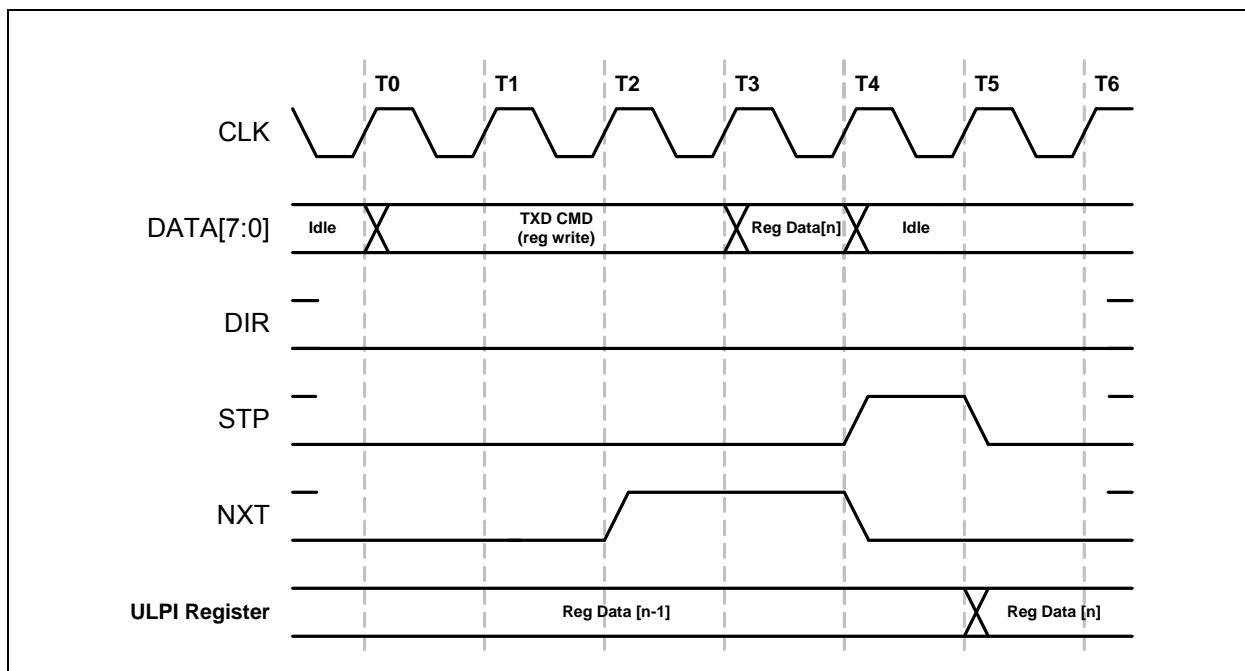 T0 T1 T2 T3 T4 T5 T6
CLK
DATA[7:0] Idle TXD CMD Reg Data[n] Idle
(reg write)
DIR
STP
NXT
ULPI Register Reg Data [n-1] Reg Data [n]